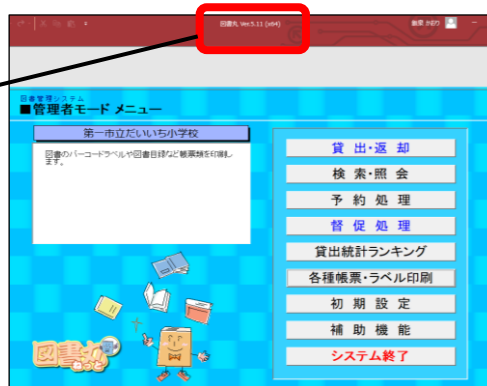 図書丸 Ver.5.11 (x64)
飯泉 かおり
図書管理システム
■管理者モード メニュー
第一市立だいいち小学校
図書のバーコードラベルや図書目録など帳票類を印刷し
ます。
貸 出・返 却
検 索・照 会
予 約 処 理
督 促 処 理
貸出統計ランキング
各種帳票・ラベル印刷
初 期 設 定
補 助 機 能
システム終了
図書丸